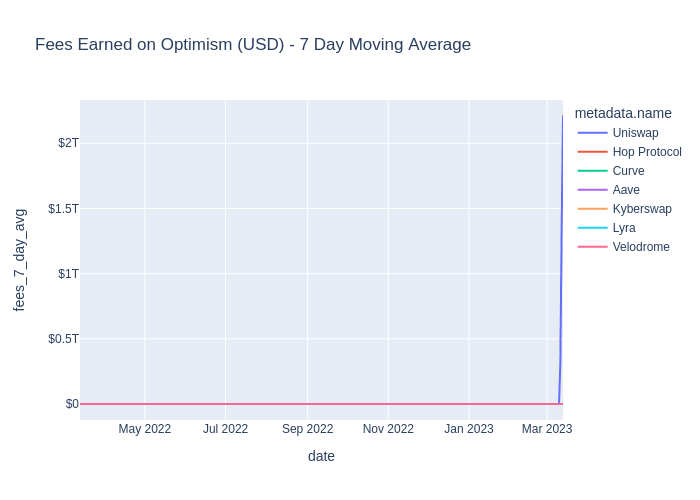 Fees Earned on Optimism (USD) - 7 Day Moving Average
metadata.name
Uniswap
Hop Protocol
Curve
Aave
Kyberswap
Lyra
Velodrome
fees_7_day_avg
$2T
$1.5T
$1T
$0.5T
$0
May 2022
Jul 2022
Sep 2022
Nov 2022
Jan 2023
Mar 2023
date